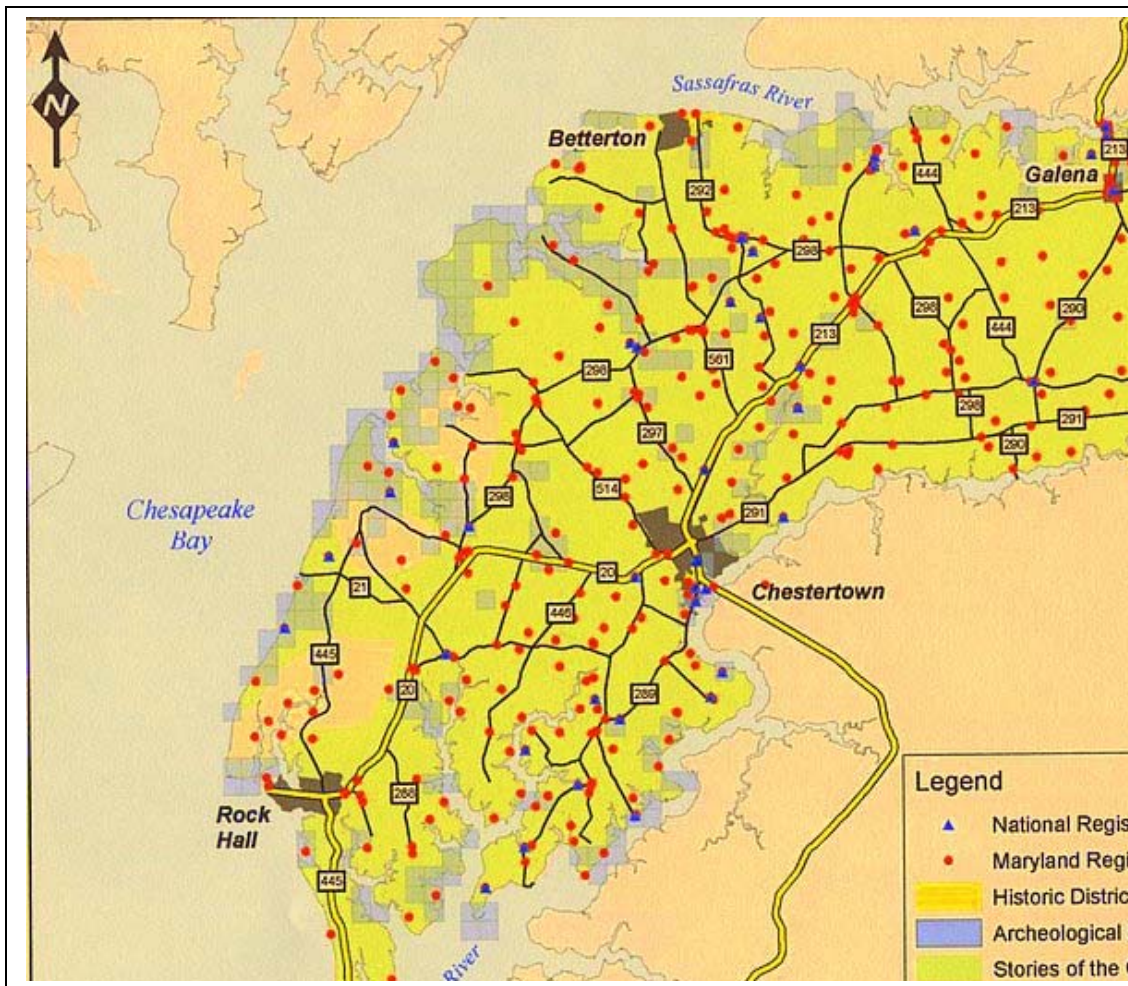 N
Sassafras River
Betterton
213
Galena
444
292
213
298
298
290
444
213
561
298
298
291
297
290
514
298
291
Chesapeake
Bay
20
21
446
Chestertown
445
289
20
288
Rock
Hall
445
River
Legend
National Regis
Maryland Regi
Historic Distric
Archeological
Stories of the